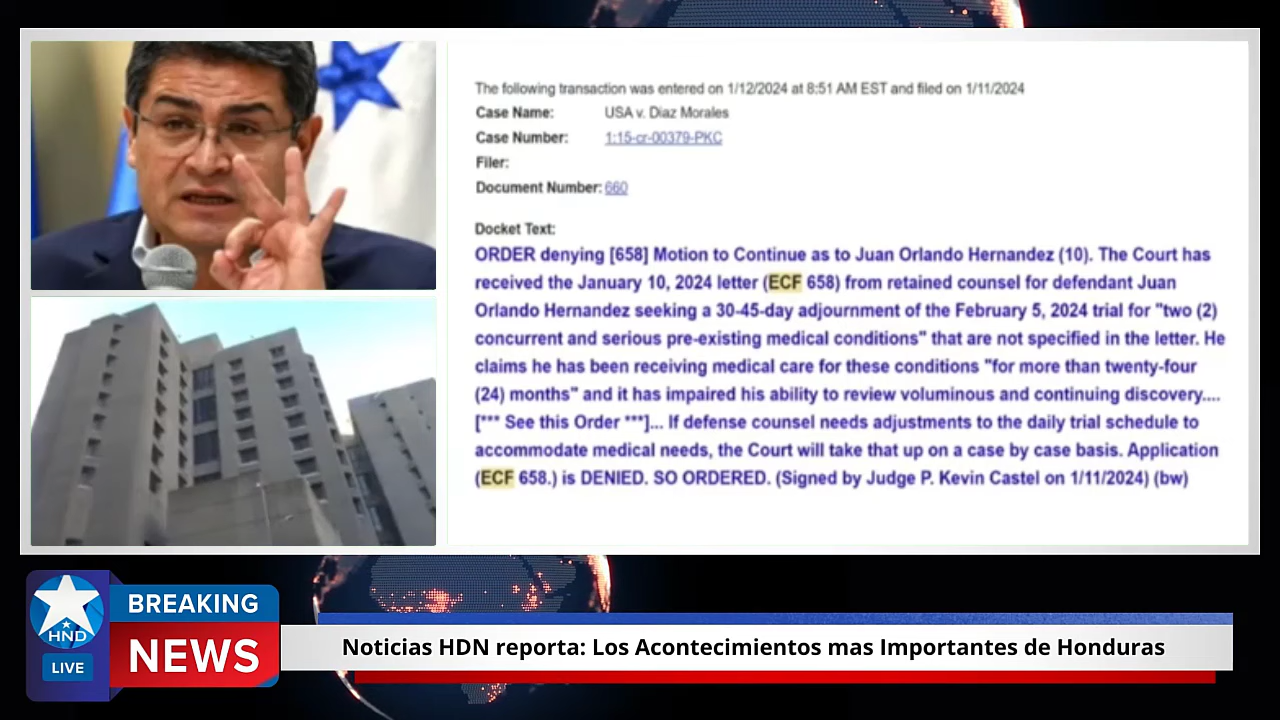 The following transaction was entered on 1/12/2024 at 8:51 AM EST and filed on 1/11/2024
Case Name: USA v. Diaz Morales
Case Number: 1:15-cr-00379-PKC
Filer:
Document Number: 660
Docket Text:
ORDER denying [658] Motion to Continue as to Juan Orlando Hernandez (10). The Court has
received the January 10, 2024 letter (ECF 658) from retained counsel for defendant Juan
Orlando Hernandez seeking a 30-45-day adjournment of the February 5, 2024 trial for "two (2)
concurrent and serious pre-existing medical conditions" that are not specified in the letter. He
claims he has been receiving medical care for these conditions "for more than twenty-four
(24) months" and it has impaired his ability to review voluminous and continuing discovery....
[*** See this Order ***]... If defense counsel needs adjustments to the daily trial schedule to
accommodate medical needs, the Court will take that up on a case by case basis. Application
(ECF 658.) is DENIED. SO ORDERED. (Signed by Judge P. Kevin Castel on 1/11/2024) (bw)
HND
LIVE
BREAKING
NEWS
Noticias HDN reporta: Los Acontecimientos mas Importantes de Honduras